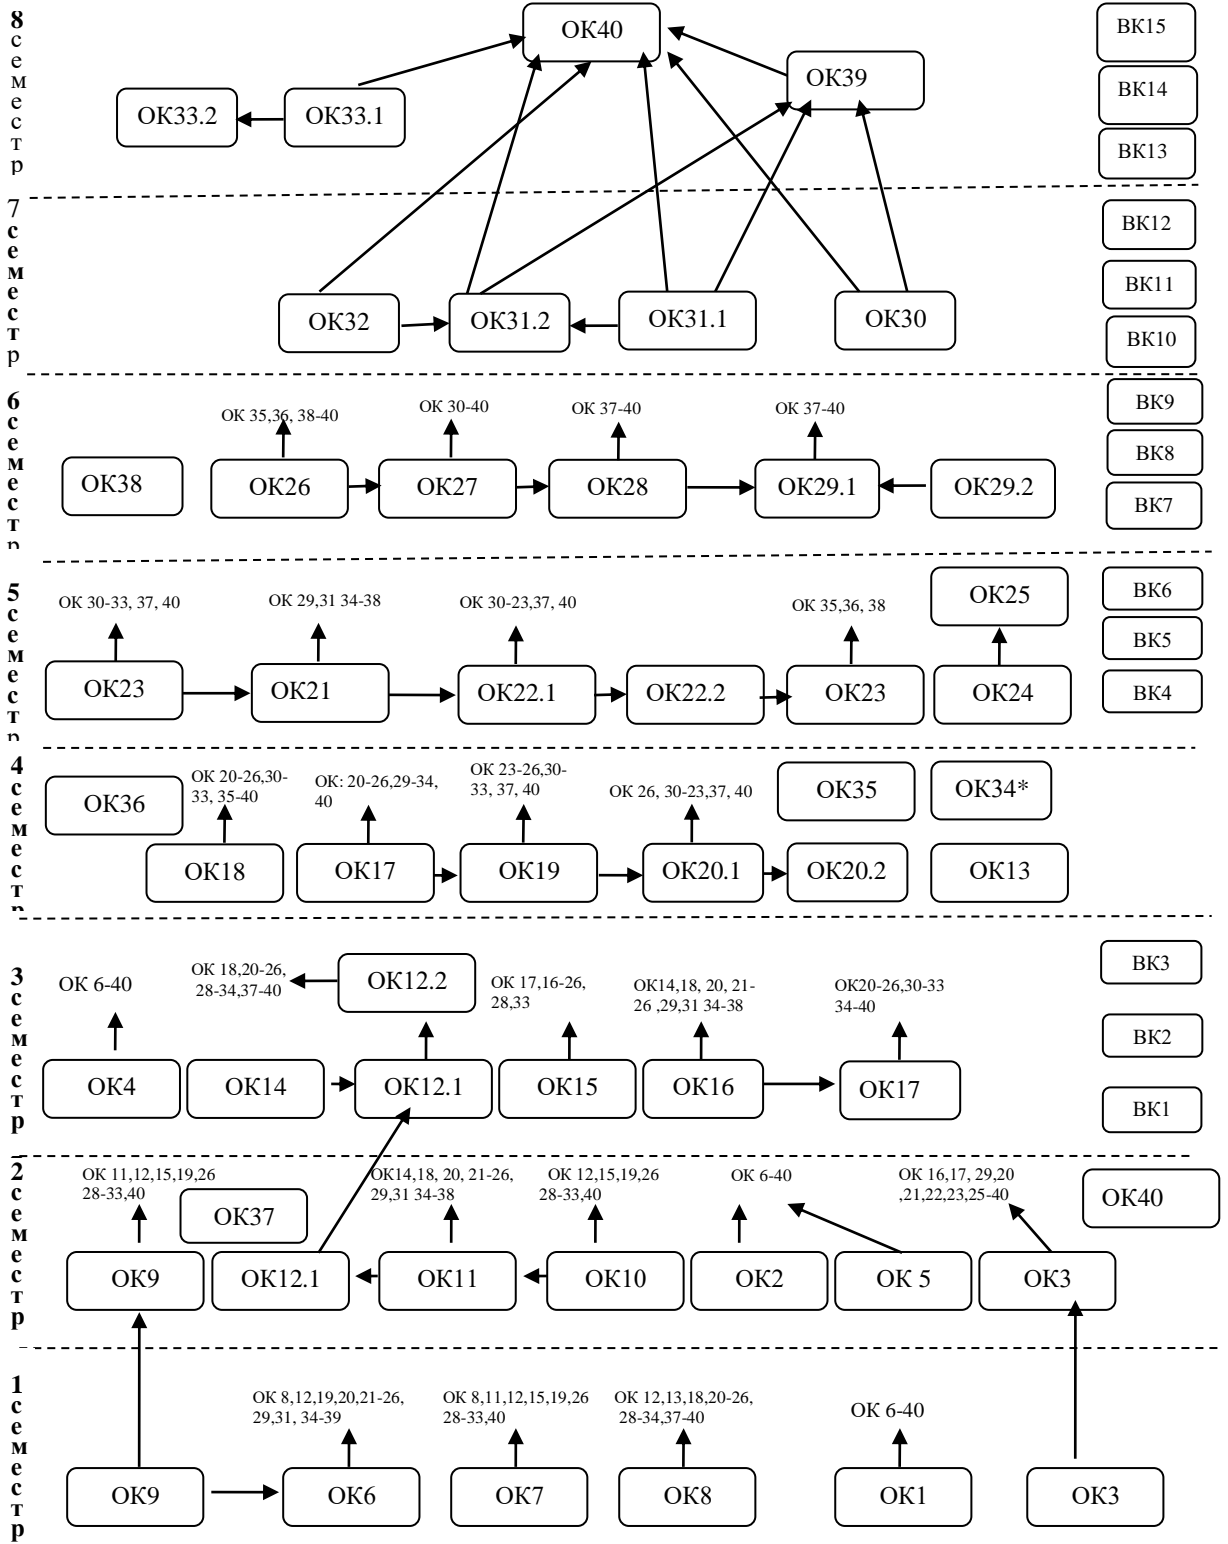 8 семестр
ОК40
ВК15
ОК39
ВК14
ОК33.2
ОК33.1
ВК13
7 семестр
ВК12
ВК11
ОК32
ОК31.2
ОК31.1
ОК30
ВК10
6 семестр
ОК 35,36, 38-40
ОК 30-40
ОК 37-40
ОК 37-40
ВК9
ВК8
ОК38
ОК26
ОК27
ОК28
ОК29.1
ОК29.2
ВК7
5 семестр
ОК 30-33, 37, 40
ОК 29,31 34-38
ОК 30-23,37, 40
ОК 35,36, 38
ОК25
ВК6
ВК5
ОК23
ОК21
ОК22.1
ОК22.2
ОК23
ОК24
ВК4
4 семестр
ОК36
ОК 20-26,30-
33, 35-40
ОК: 20-26,29-34,
40
ОК 23-26,30-
33, 37, 40
ОК 26, 30-23,37, 40
ОК35
ОК34*
ОК18
ОК17
ОК19
ОК20.1
ОК20.2
ОК13
3 семестр
ОК 6-40
ОК 18,20-26,
28-34,37-40
ОК12.2
ОК 17,16-26,
28,33
ОК14,18, 20, 21-
26 ,29,31 34-38
ОК20-26,30-33
34-40
ВК3
ВК2
ОК4
ОК14
ОК12.1
ОК15
ОК16
ОК17
ВК1
2 семестр
ОК 11,12,15,19,26
28-33,40
ОК37
ОК14,18, 20, 21-26,
29,31 34-38
ОК 12,15,19,26
28-33,40
ОК 6-40
ОК 16,17, 29,20
,21,22,23,25-40
ОК40
ОК9
ОК12.1
ОК11
ОК10
ОК2
ОК 5
ОК3
1 семестр
ОК 8,12,19,20,21-26,
29,31, 34-39
ОК 8,11,12,15,19,26
28-33,40
ОК 12,13,18,20-26,
28-34,37-40
ОК 6-40
ОК9
ОК6
ОК7
ОК8
ОК1
ОК3